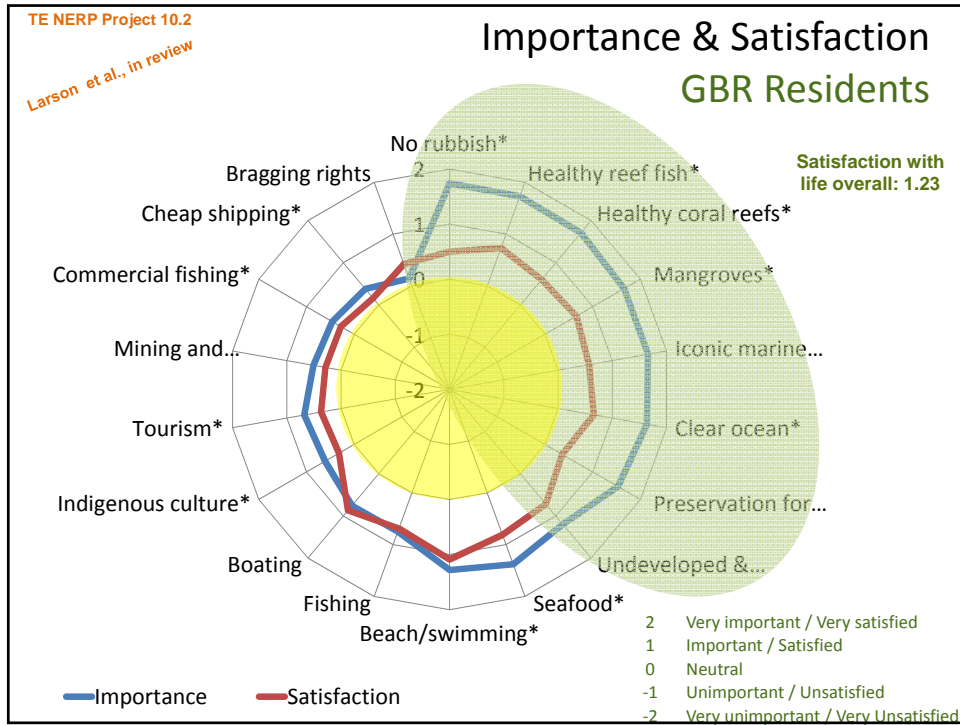 TE NERP Project 10.2
Larson et al., in review
Importance & Satisfaction
GBR Residents
Satisfaction with
life overall: 1.23
No rubbish*
Healthy reef fish*
Healthy coral reefs*
Mangroves*
Iconic marine...
Clear ocean*
Preservation for...
Undeveloped &...
Seafood*
Beach/swimming*
Fishing
Boating
Indigenous culture*
Tourism*
Mining and...
Commercial fishing*
Cheap shipping*
Bragging rights
2
1
0
-1
-2
Importance
Satisfaction
2 Very important / Very satisfied
1 Important / Satisfied
0 Neutral
-1 Unimportant / Unsatisfied
-2 Very unimportant / Very Unsatisfied